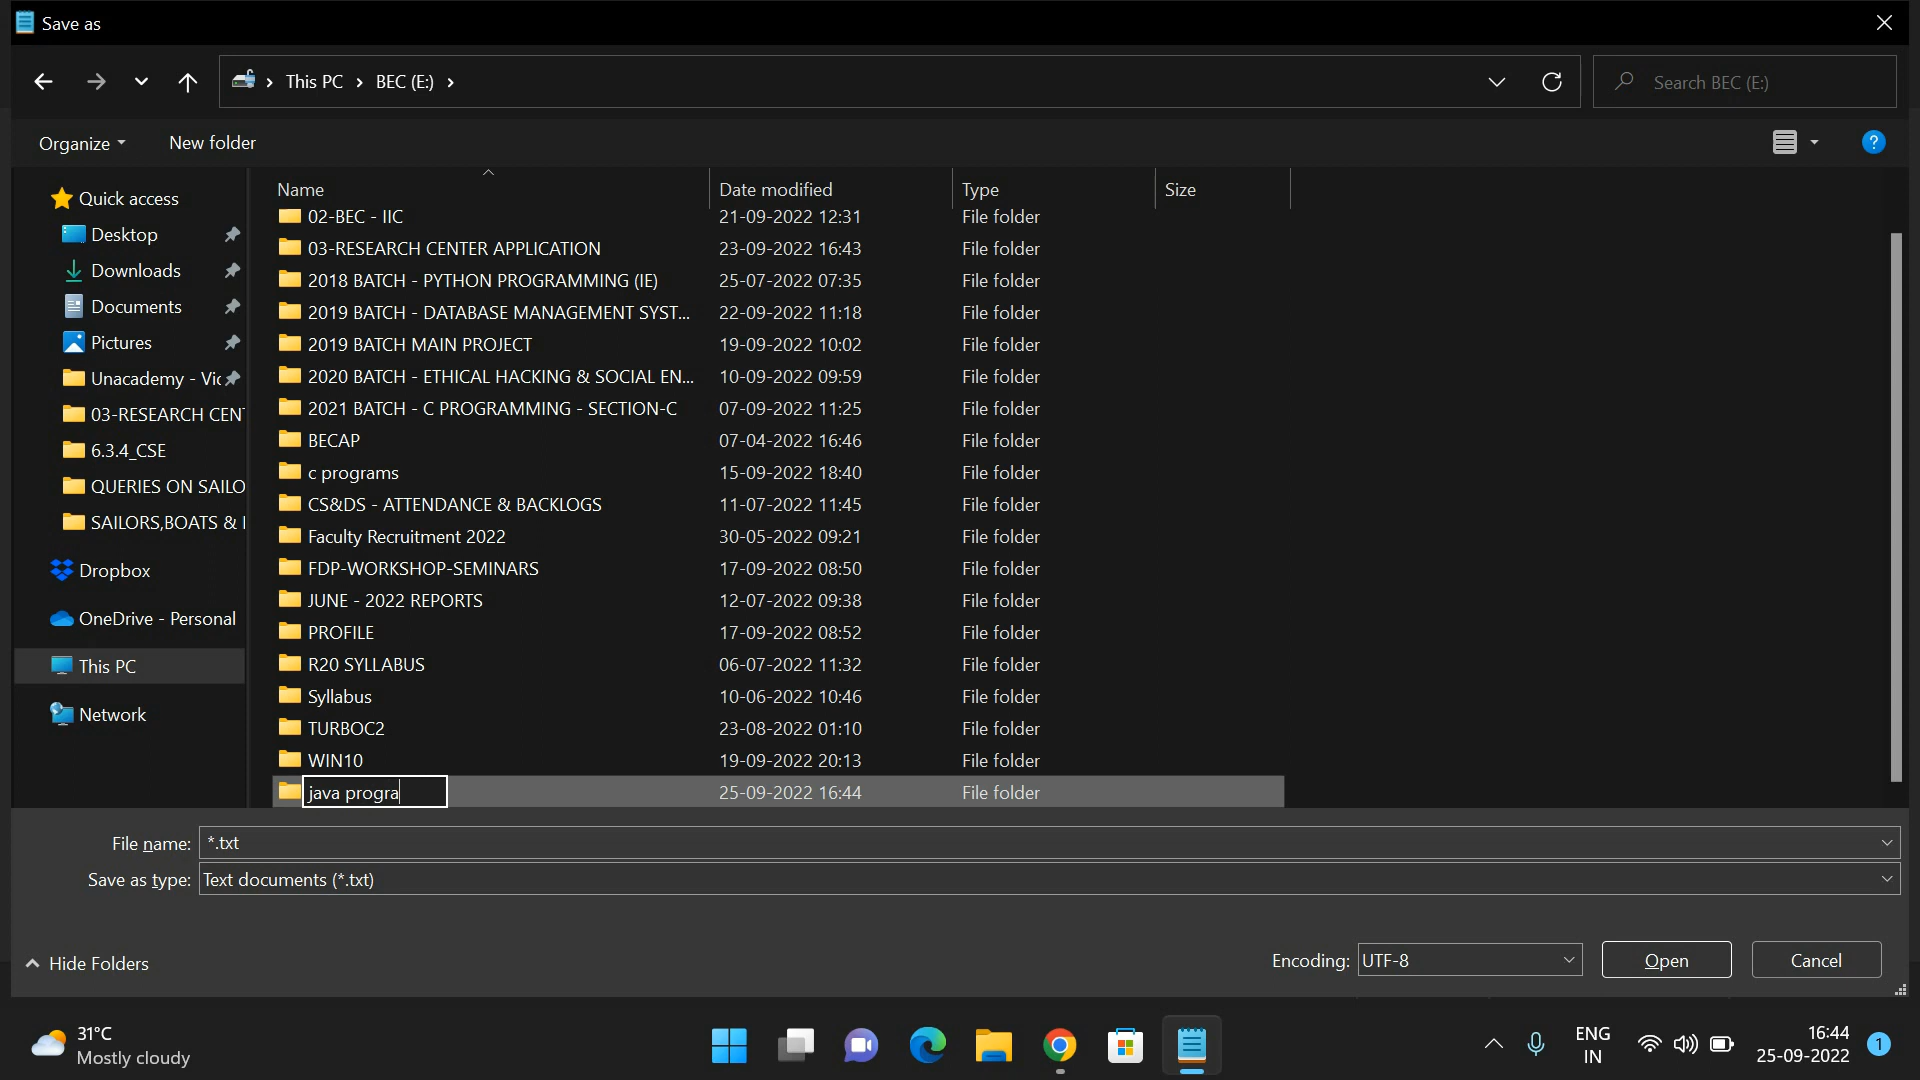 Save as
This PC
BEC (E:)
Search BEC (E:)
Organize
New folder
Name
Date modified
Type
Size
Quick access
Desktop
Downloads
Documents
Pictures
Unacademy - Vic
03-RESEARCH CEN
6.3.4_CSE
QUERIES ON SAILO
SAILORS,BOATS &
Dropbox
OneDrive - Personal
This PC
Network
02-BEC - IIC 21-09-2022 12:31 File folder
03-RESEARCH CENTER APPLICATION 23-09-2022 16:43 File folder
2018 BATCH - PYTHON PROGRAMMING (IE) 25-07-2022 07:35 File folder
2019 BATCH - DATABASE MANAGEMENT SYST... 22-09-2022 11:18 File folder
2019 BATCH MAIN PROJECT 19-09-2022 10:02 File folder
2020 BATCH - ETHICAL HACKING & SOCIAL EN... 10-09-2022 09:59 File folder
2021 BATCH - C PROGRAMMING - SECTION-C 07-09-2022 11:25 File folder
BECAP 07-04-2022 16:46 File folder
c programs 15-09-2022 18:40 File folder
CS&DS - ATTENDANCE & BACKLOGS 11-07-2022 11:45 File folder
Faculty Recruitment 2022 30-05-2022 09:21 File folder
FDP-WORKSHOP-SEMINARS 17-09-2022 08:50 File folder
JUNE - 2022 REPORTS 12-07-2022 09:38 File folder
PROFILE 17-09-2022 08:52 File folder
R20 SYLLABUS 06-07-2022 11:32 File folder
Syllabus 10-06-2022 10:46 File folder
TURBOC2 23-08-2022 01:10 File folder
WIN10 19-09-2022 20:13 File folder
java progra 25-09-2022 16:44 File folder
File name: *.txt
Save as type: Text documents (*.txt)
Hide Folders
Encoding: UTF-8
Open
Cancel
31°C
Mostly cloudy
ENG
IN
16:44
25-09-2022
1